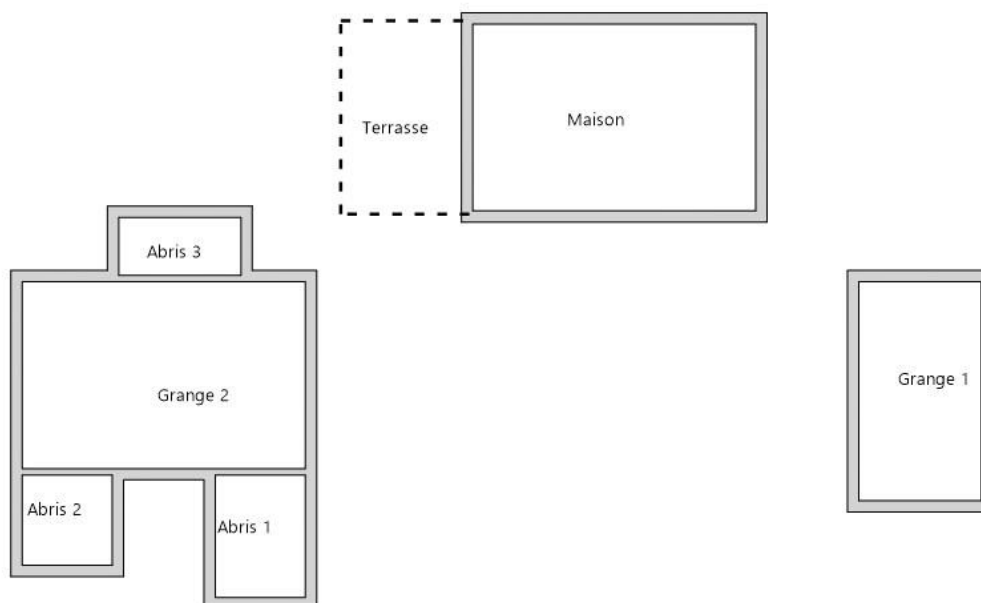 Maison
Terrasse
Abris 3
Grange 1
Grange 2
Abris 2
Abris 1